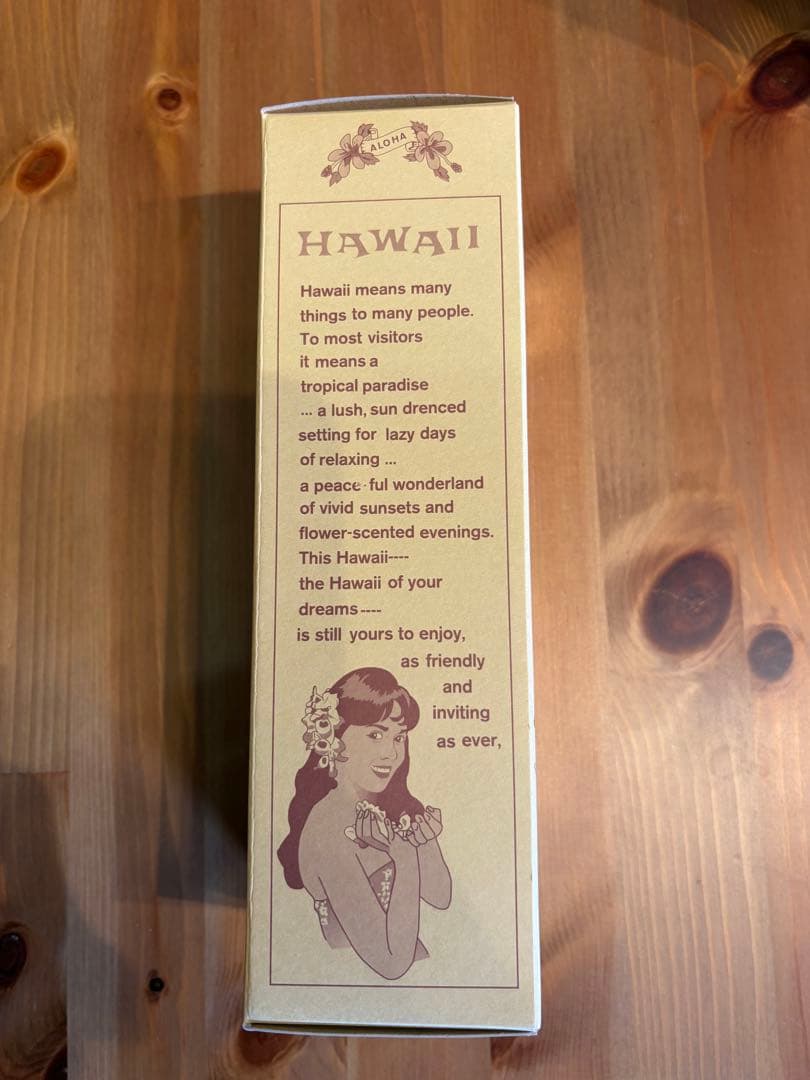 ALOHA
HAWAII
Hawaii means many
things to many people.
To most visitors
it means a
tropical paradise
... a lush, sun drenced
setting for lazy days
of relaxing ...
a peace·ful wonderland
of vivid sunsets and
flower-scented evenings.
This Hawaii----
the Hawaii of your
dreams----
is still yours to enjoy,
as friendly
and
inviting
as ever,